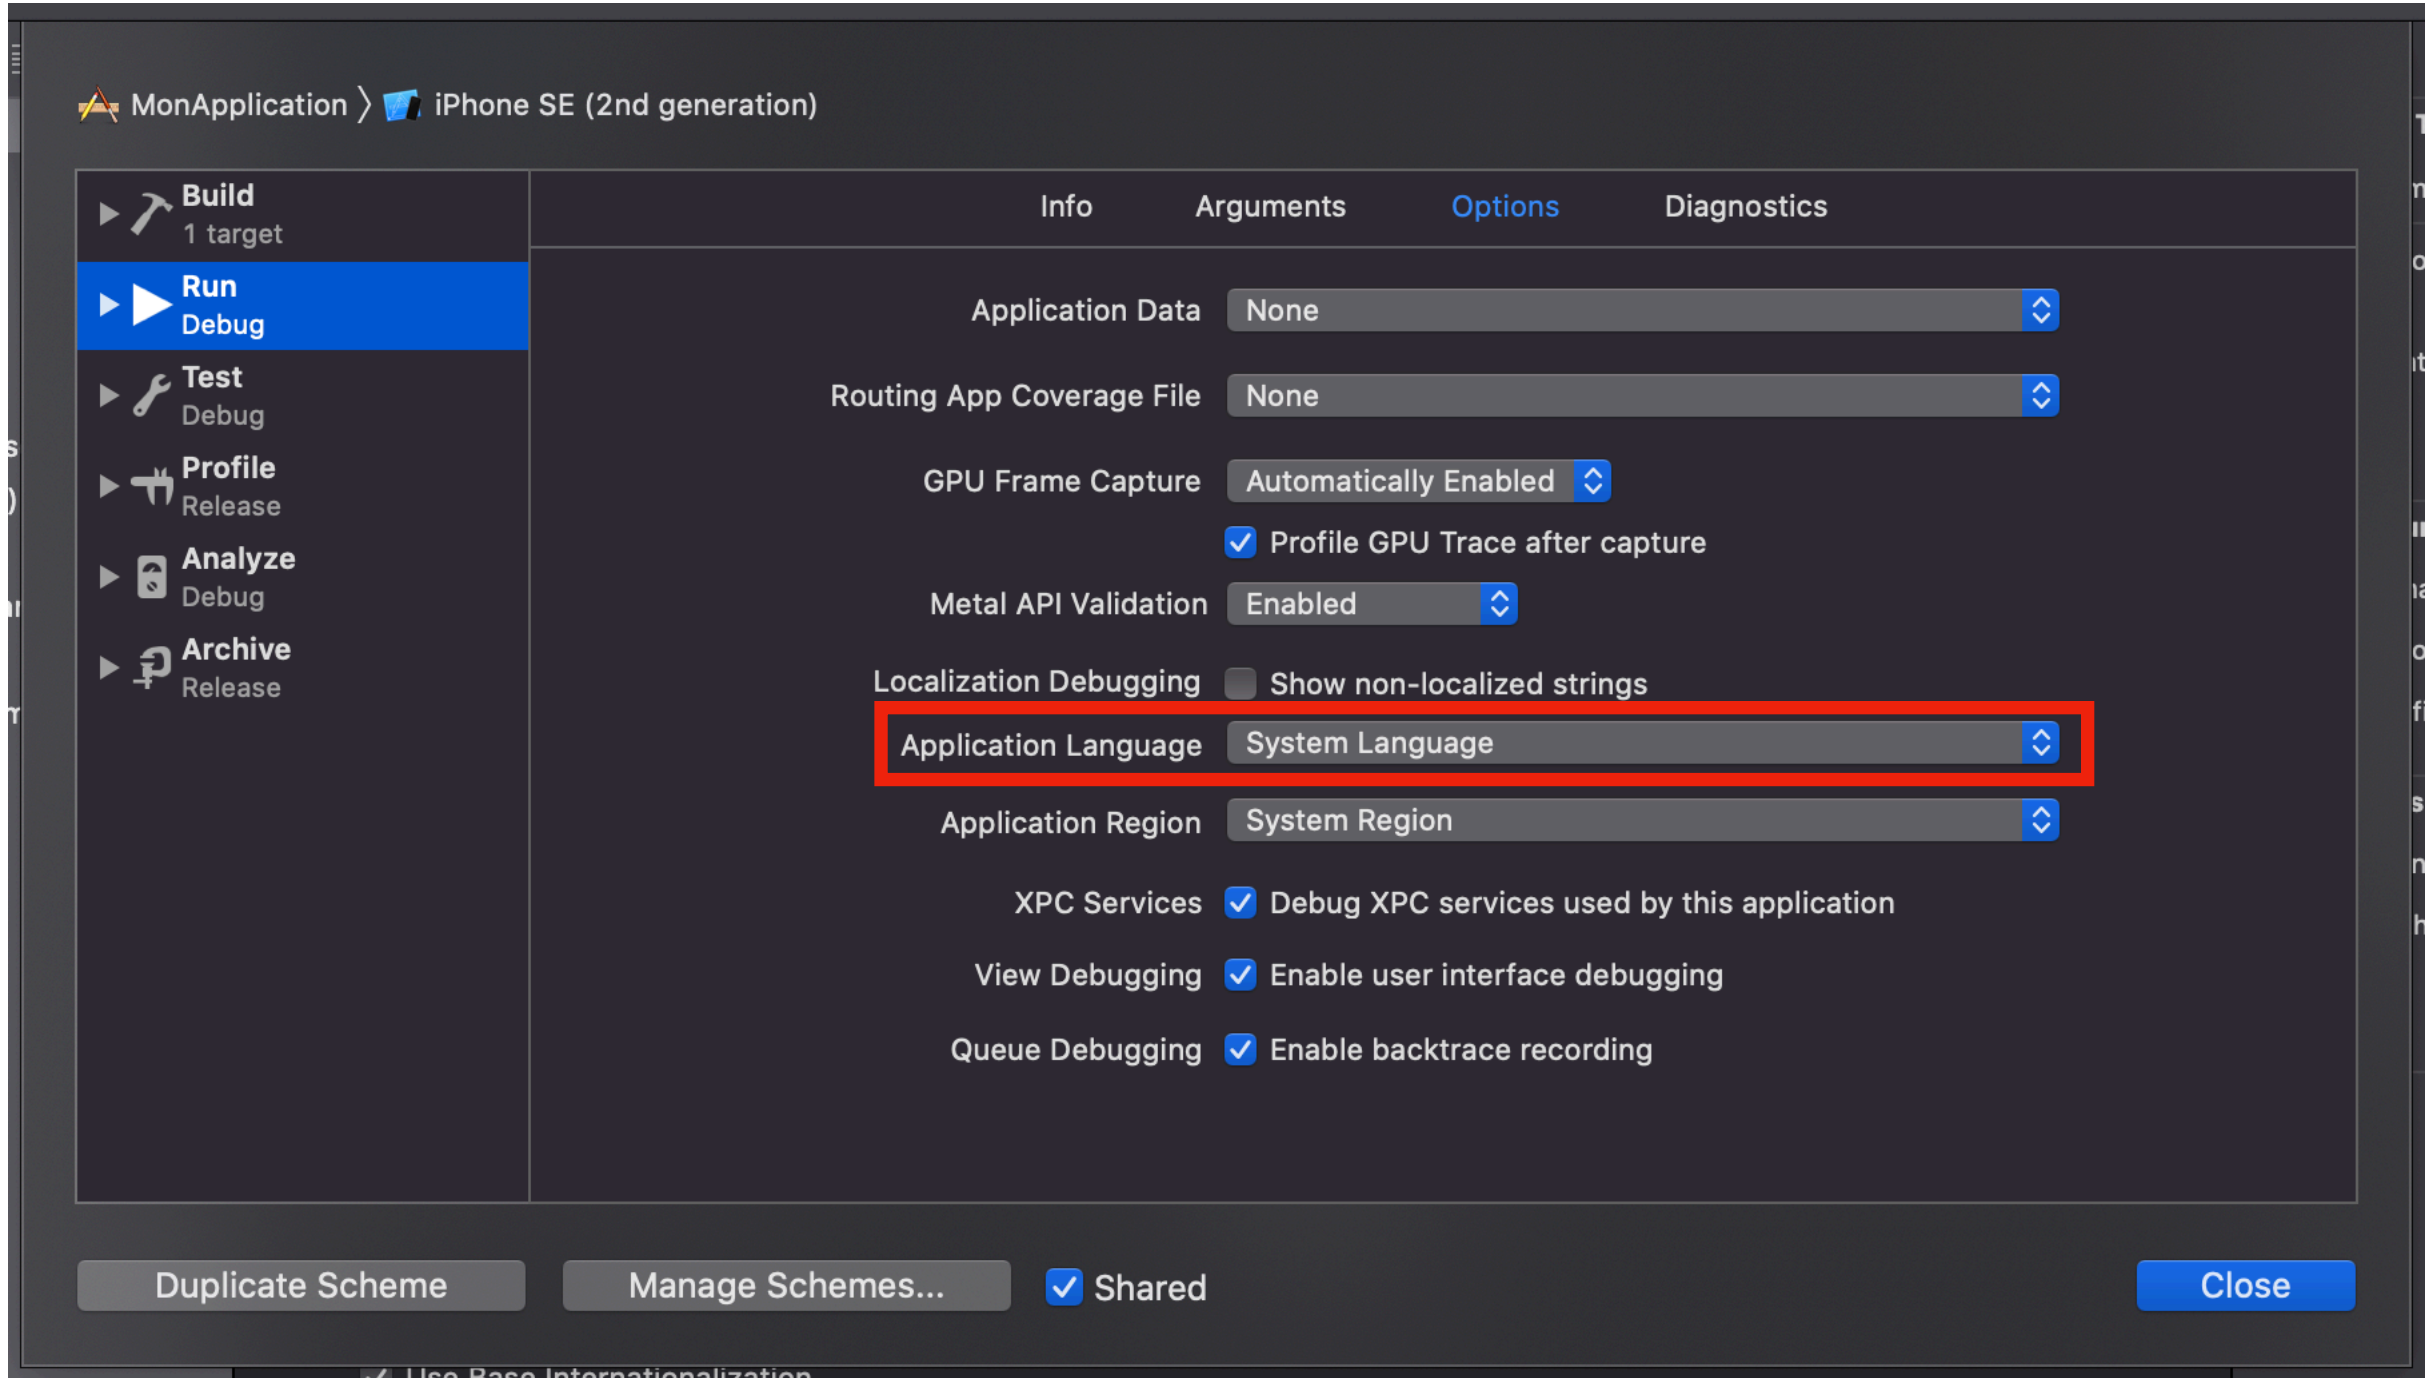 MonApplication 〉 iPhone SE (2nd generation)
Build
1 target
Run
Debug
Test
Debug
Profile
Release
Analyze
Debug
Archive
Release
Info Arguments Options Diagnostics
Application Data None
Routing App Coverage File None
GPU Frame Capture Automatically Enabled
Profile GPU Trace after capture
Metal API Validation Enabled
Localization Debugging Show non-localized strings
Application Language System Language
Application Region System Region
XPC Services Debug XPC services used by this application
View Debugging Enable user interface debugging
Queue Debugging Enable backtrace recording
Duplicate Scheme Manage Schemes... Shared Close
Use Base Internationalization